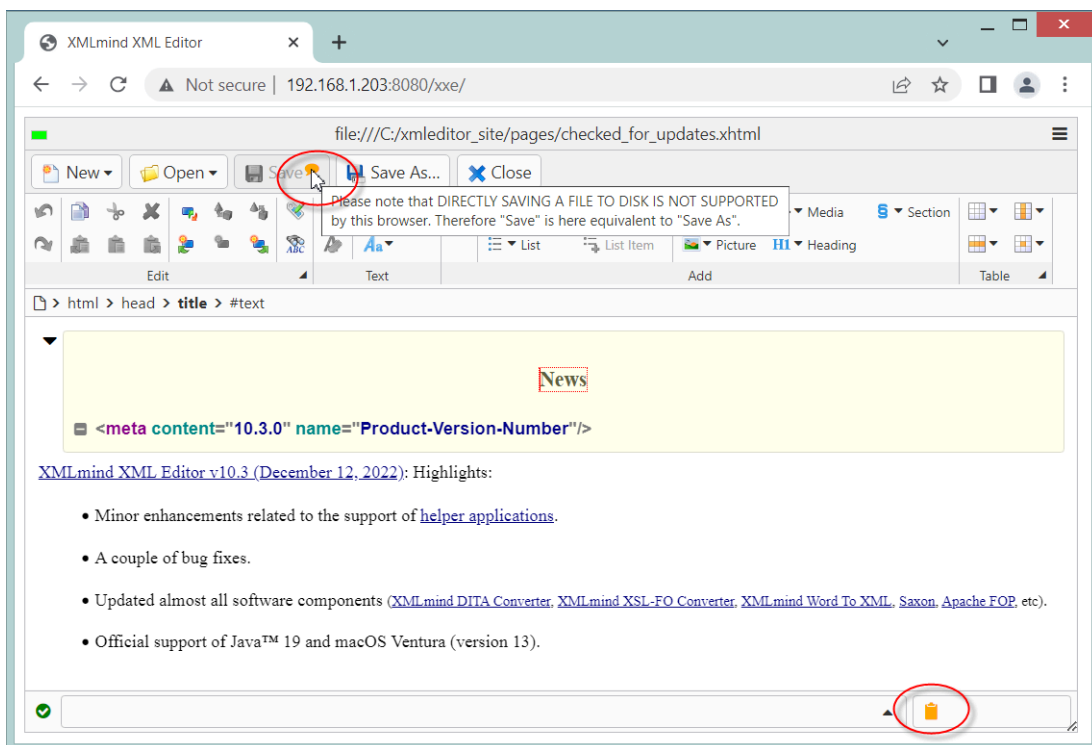 XMLmind XML Editor
Not secure | 192.168.1.203:8080/xxe/
file:///C:/xmleditor_site/pages/checked_for_updates.xhtml
New Open Save Save As... Close
Please note that DIRECTLY SAVING A FILE TO DISK IS NOT SUPPORTED
by this browser. Therefore "Save" is here equivalent to "Save As".
Media Section
ABC Aa List List Item Picture H1 Heading
Edit Text Add Table
html > head > title > #text
News
<meta content="10.3.0" name="Product-Version-Number"/>
XMLmind XML Editor v10.3 (December 12, 2022): Highlights:
• Minor enhancements related to the support of helper applications.
• A couple of bug fixes.
• Updated almost all software components (XMLmind DITA Converter, XMLmind XSL-FO Converter, XMLmind Word To XML, Saxon, Apache FOP, etc).
• Official support of Java™ 19 and macOS Ventura (version 13).